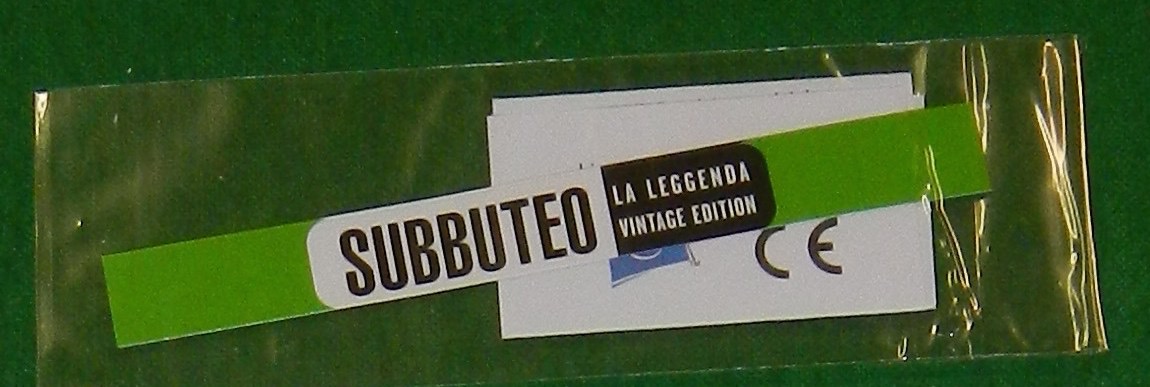 SUBBUTEO
LA LEGGENDA
VINTAGE EDITION
CE